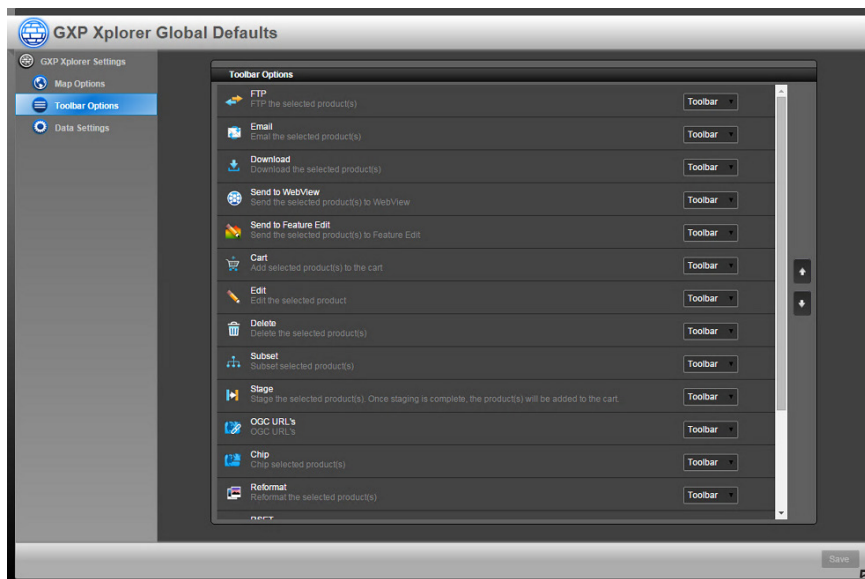 GXP Xplorer Global Defaults
GXP Xplorer Settings
Map Options
Toolbar Options
Data Settings
Toolbar Options
FTP
FTP the selected product(s)
Toolbar
Email
Email the selected product(s)
Toolbar
Download
Download the selected product(s)
Toolbar
Send to WebView
Send the selected product(s) to WebView
Toolbar
Send to Feature Edit
Send the selected product(s) to Feature Edit
Toolbar
Cart
Add selected product(s) to the cart
Toolbar
Edit
Edit the selected product
Toolbar
Delete
Delete the selected product(s)
Toolbar
Subset
Subset selected product(s)
Toolbar
Stage
Stage the selected product(s). Once staging is complete, the product(s) will be added to the cart.
Toolbar
OGC URL's
OGC URL's
Toolbar
Chip
Chip selected product(s)
Toolbar
Reformat
Reformat the selected product(s)
Toolbar
Save